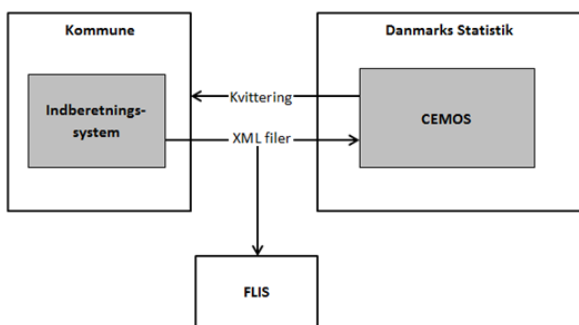 Kommune
Danmarks Statistik
Indberetnings-
system
Kvittering
CEMOS
XML filer
FLIS